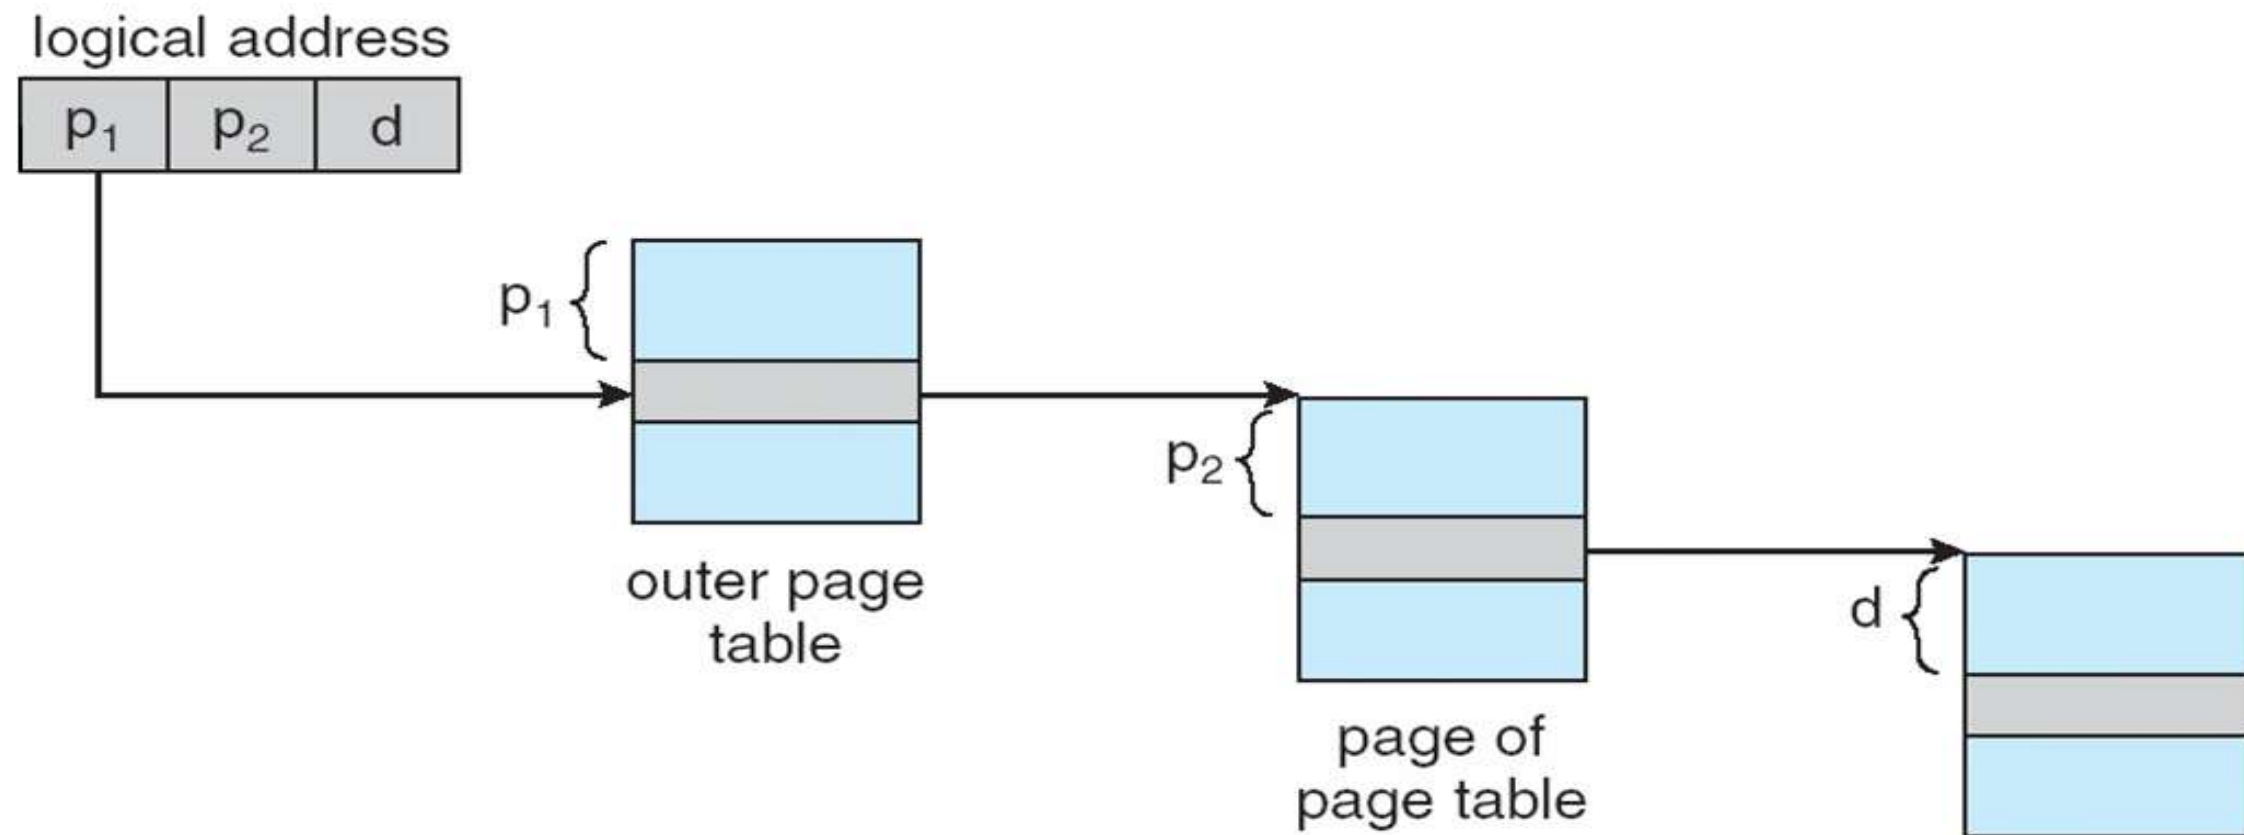 logical address
p₁ p₂ d
p₁
outer page
table
p₂
page of
page table
d